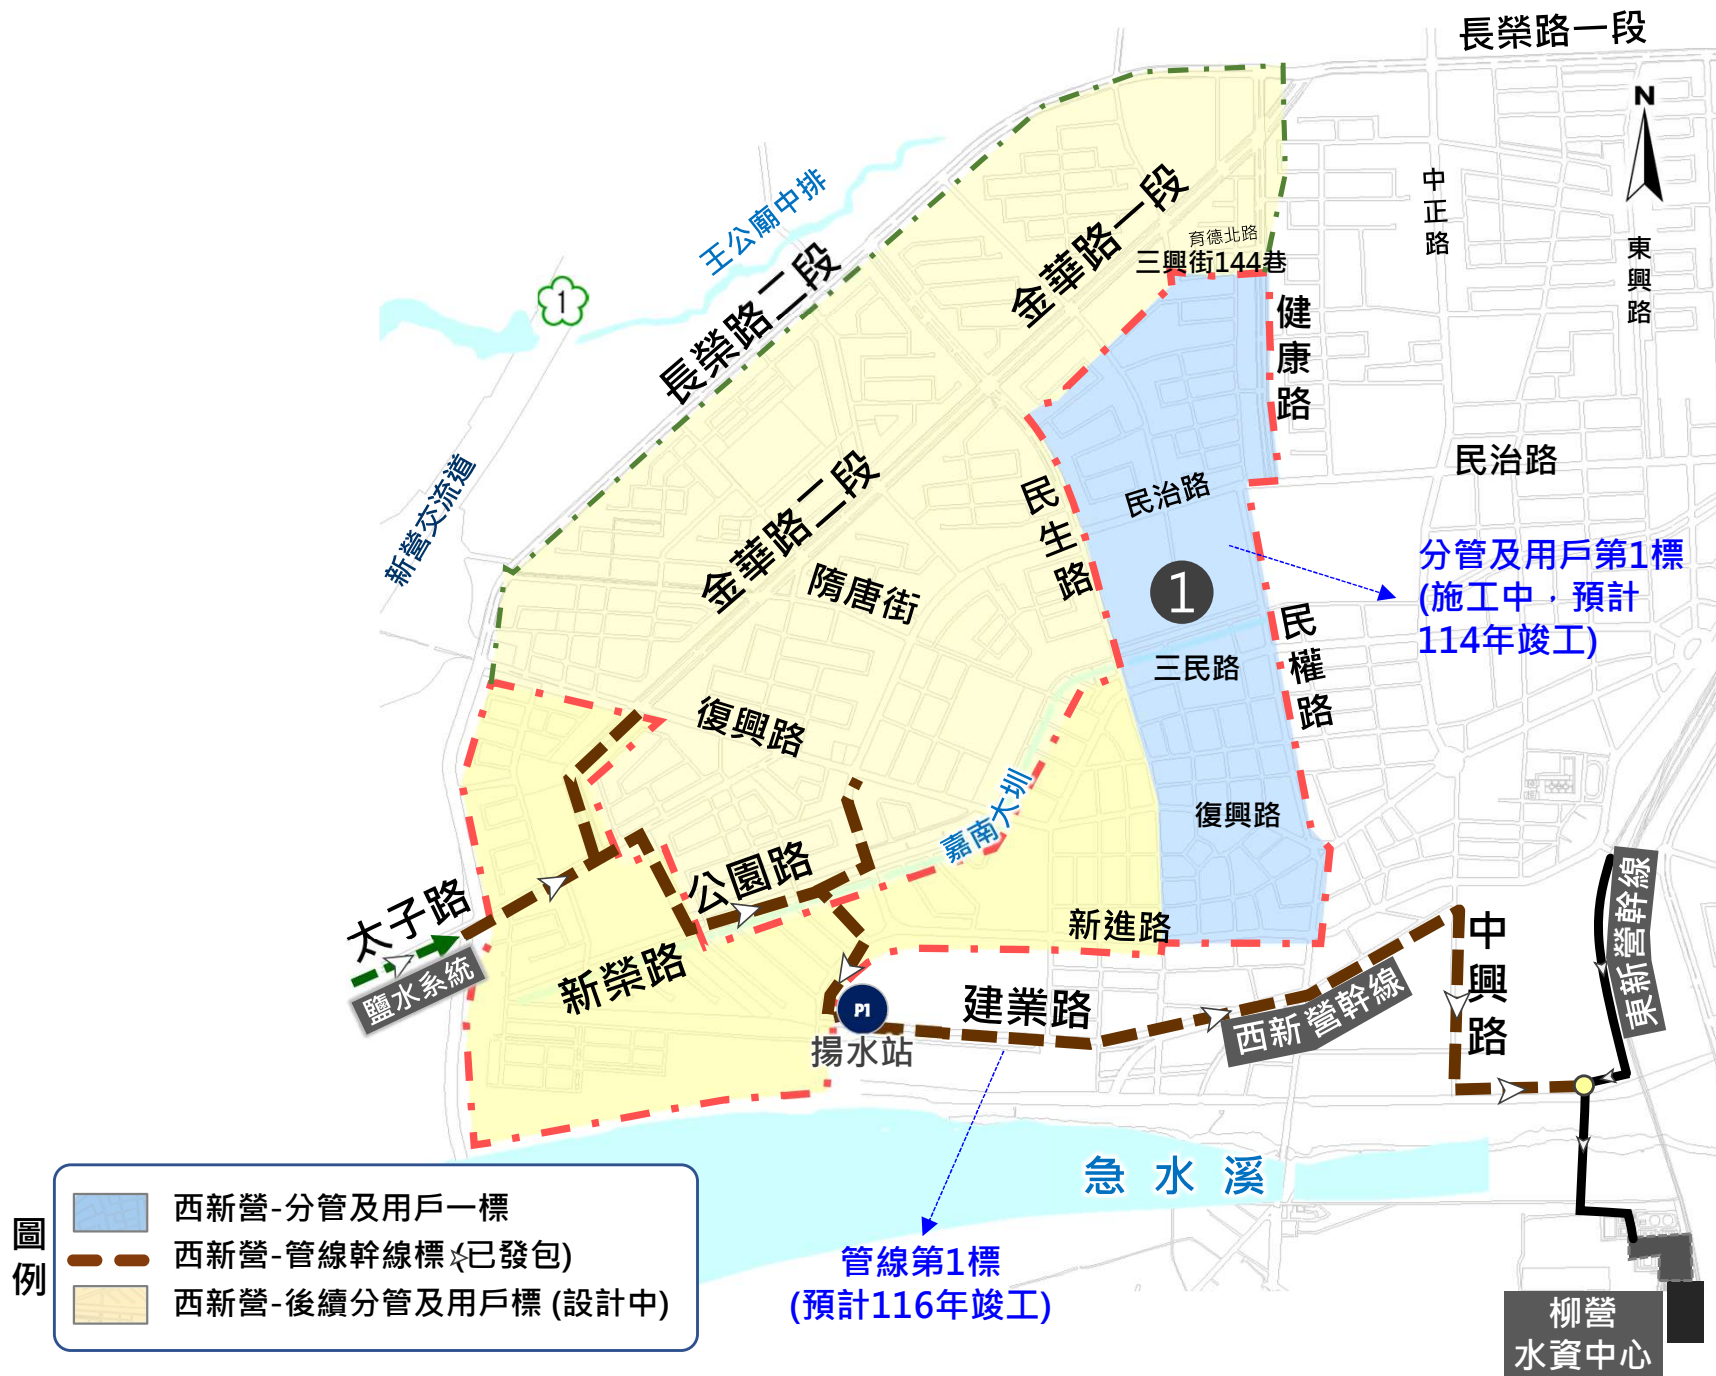 長榮路一段
N
王公廟中排
金華路一段
中正路
東興路
育德北路
三興街144巷
長榮路二段
1
健康路
民治路
新營交流道
金華路二段
民生路
民治路
分管及用戶第1標
(施工中，預計
114年竣工)
隋唐街
1
民權路
三民路
復興路
嘉南大圳
復興路
公園路
太子路
鹽水系統
新榮路
新進路
中興路
東新營幹線
P1
揚水站
建業路
西新營幹線
急水溪
圖例
西新營-分管及用戶一標
西新營-管線幹線標 已發包)
西新營-後續分管及用戶標 (設計中)
管線第1標
(預計116年竣工)
柳營
水資中心